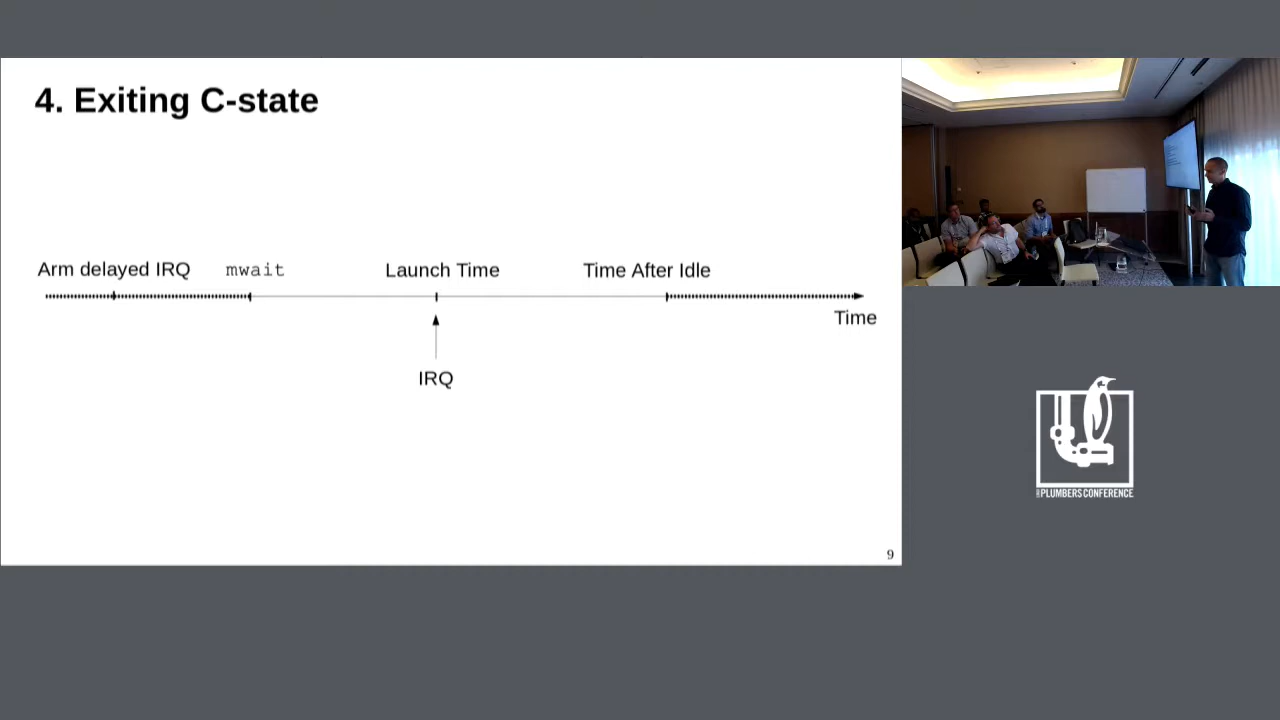 4. Exiting C-state
Arm delayed IRQ mwait Launch Time Time After Idle
Time
IRQ
9
PLUMBERS CONFERENCE